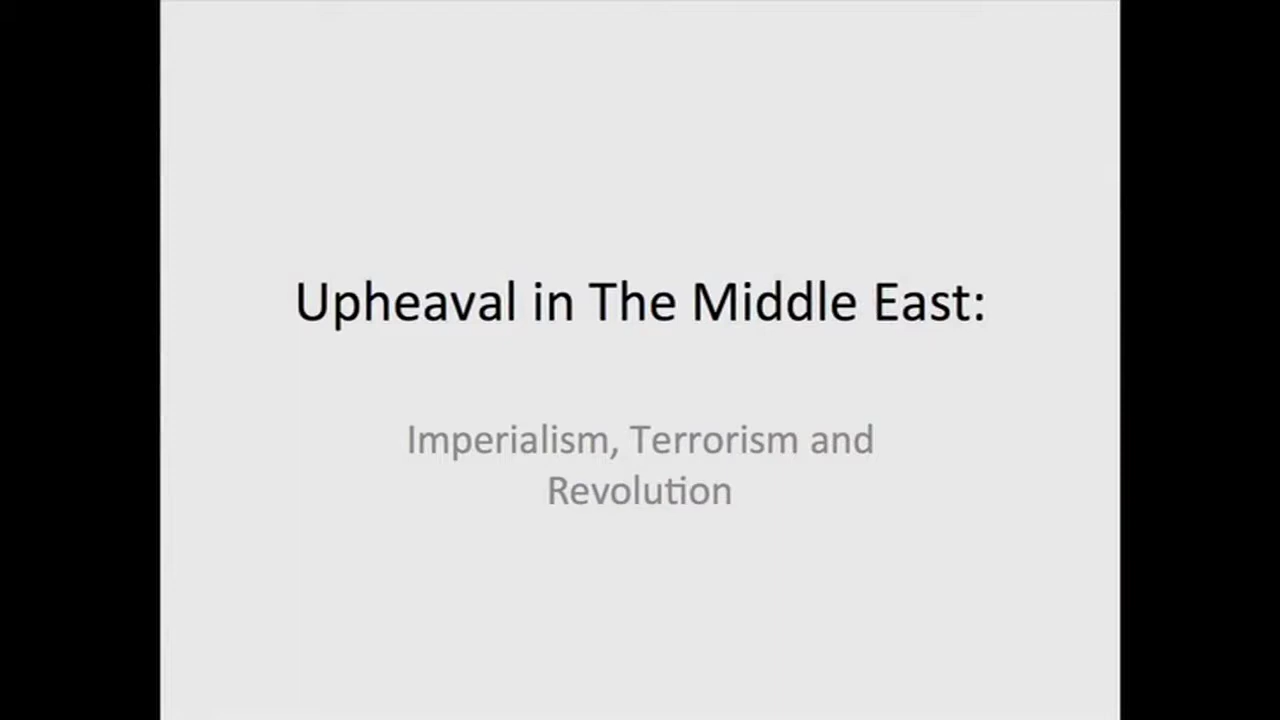 Upheaval in The Middle East:
Imperialism, Terrorism and
Revolution